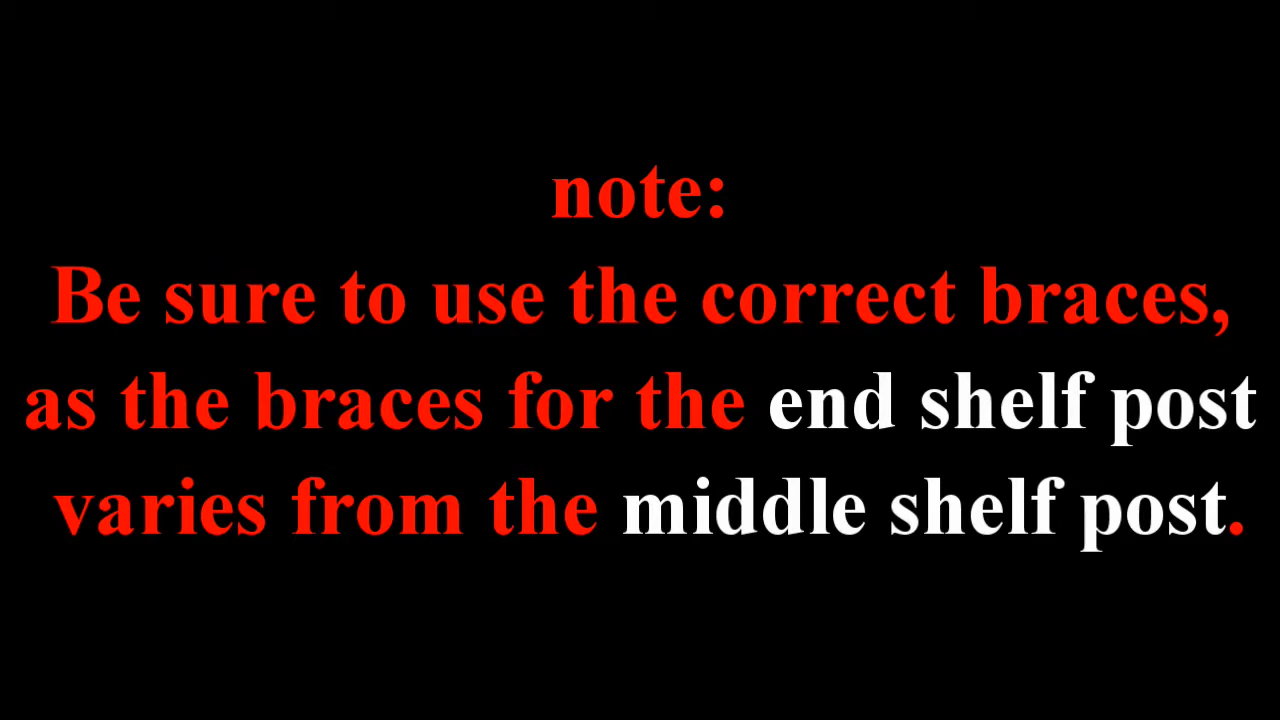 note:
Be sure to use the correct braces,
as the braces for the end shelf post
varies from the middle shelf post.